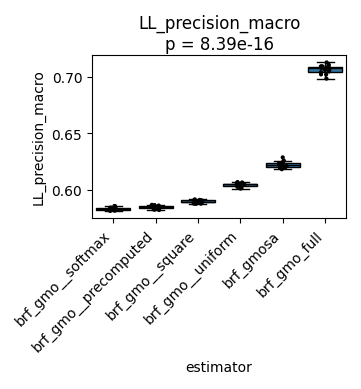 LL_precision_macro
p = 8.39e-16
LL_precision_macro
0.70
0.65
0.60
brf_gmo__softmax
brf_gmo__precomputed
brf_gmo__square
brf_gmo__uniform
brf_gmosa
brf_gmo_full
estimator